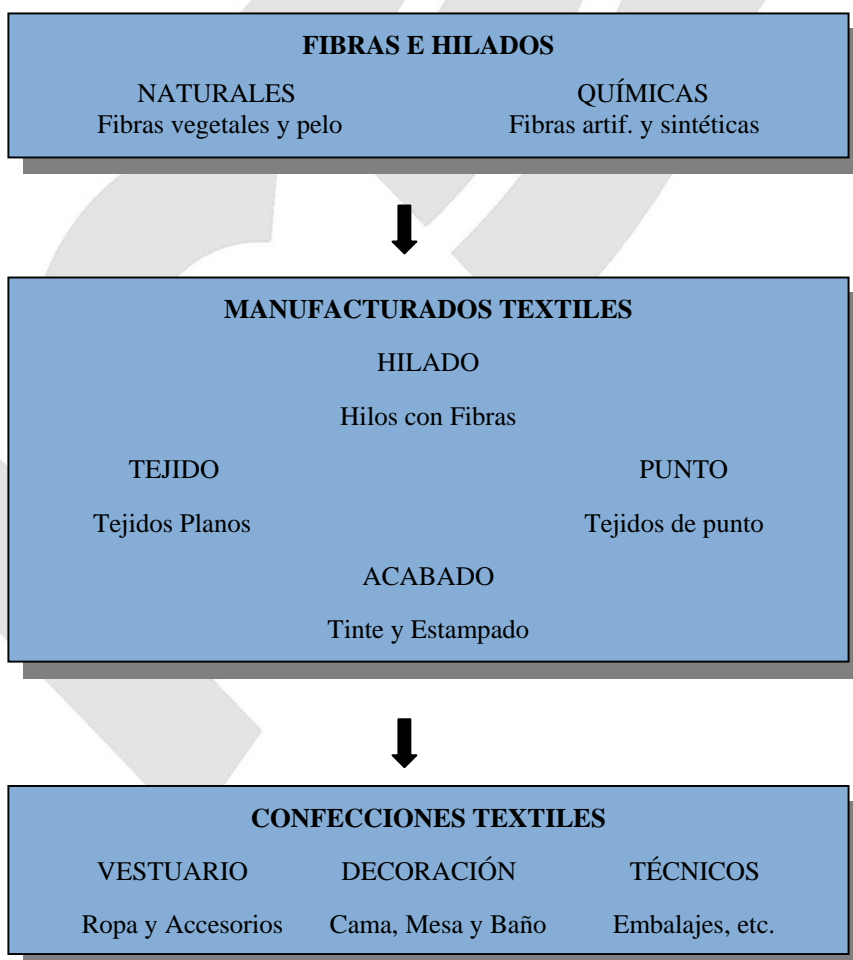 FIBRAS E HILADOS
NATURALES QUÍMICAS
Fibras vegetales y pelo Fibras artif. y sintéticas
MANUFACTURADOS TEXTILES
HILADO
Hilos con Fibras
TEJIDO PUNTO
Tejidos Planos Tejidos de punto
ACABADO
Tinte y Estampado
CONFECCIONES TEXTILES
VESTUARIO DECORACIÓN TÉCNICOS
Ropa y Accesorios Cama, Mesa y Baño Embalajes, etc.